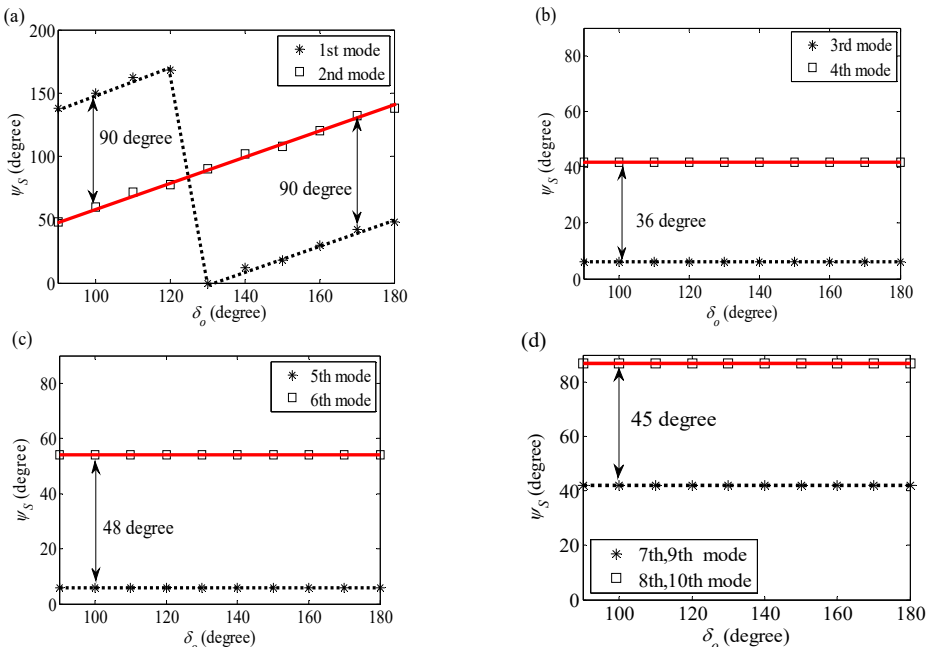 (a)
200
150
100
50
0
ψS (degree)
1st mode
2nd mode
90 degree
90 degree
100 120 140 160 180
δo (degree)
(b)
80
60
40
20
0
ψS (degree)
3rd mode
4th mode
36 degree
100 120 140 160 180
δo (degree)
(c)
80
60
40
20
0
ψS (degree)
5th mode
6th mode
48 degree
100 120 140 160 180
δo (degree)
(d)
80
60
40
20
0
ψS (degree)
45 degree
7th,9th mode
8th,10th mode
100 120 140 160 180
δo (degree)